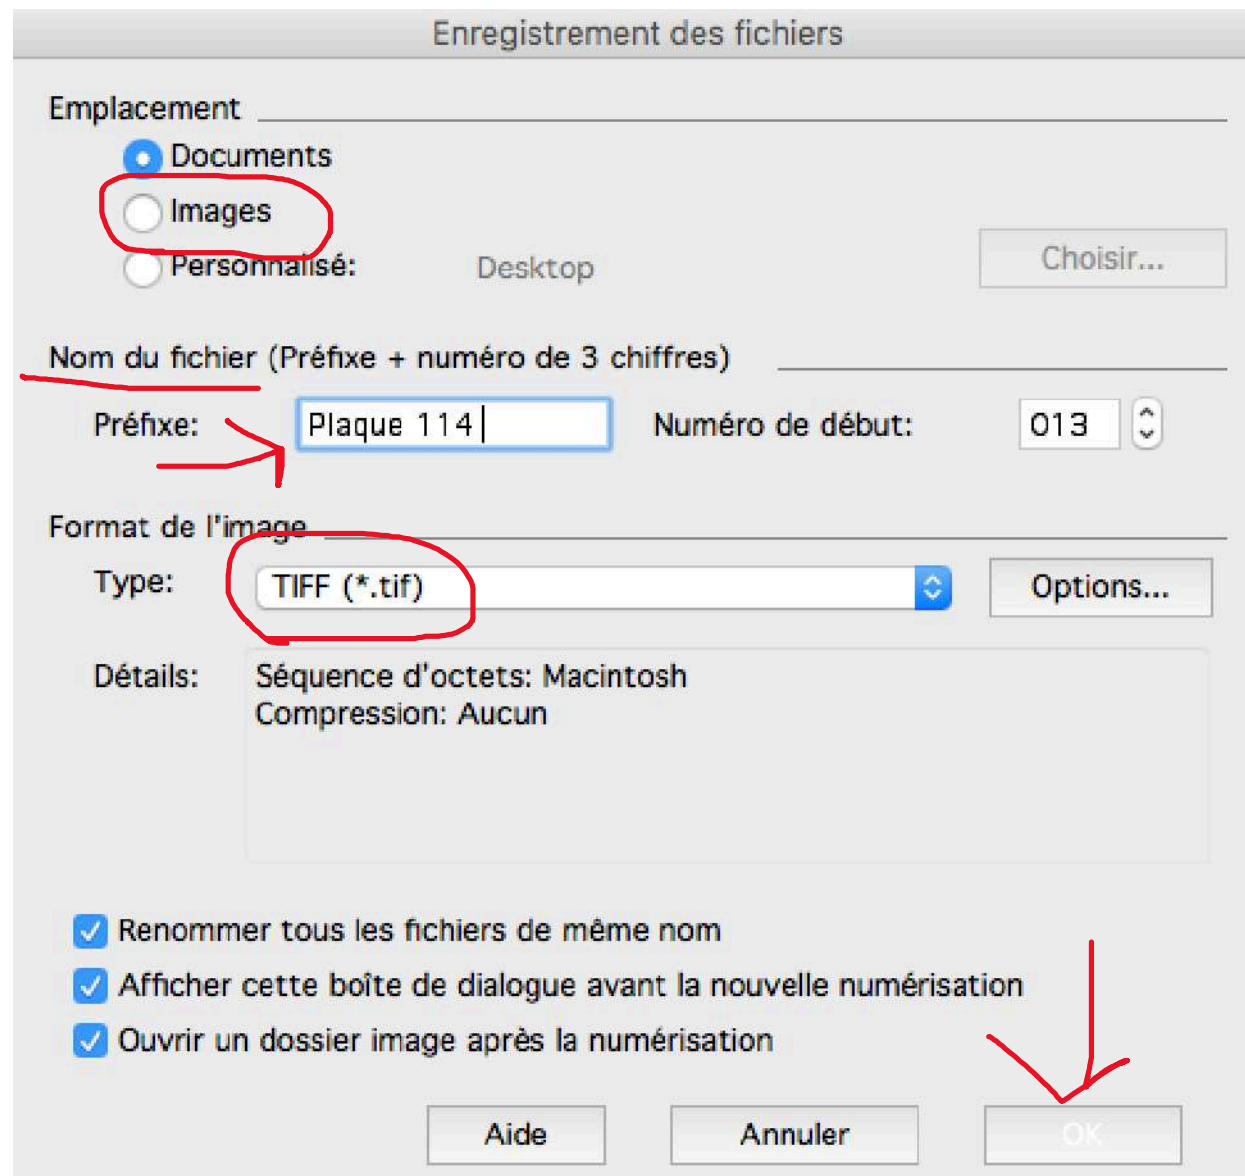 Enregistrement des fichiers
Emplacement
Documents
Images
Personnalisé: Desktop Choisir...
Nom du fichier (Préfixe + numéro de 3 chiffres)
Préfixe: Plaque 114 Numéro de début: 013
Format de l'image
Type: TIFF (*.tif) Options...
Détails: Séquence d'octets: Macintosh
Compression: Aucun
Renommer tous les fichiers de même nom
Afficher cette boîte de dialogue avant la nouvelle numérisation
Ouvrir un dossier image après la numérisation
Aide Annuler OK